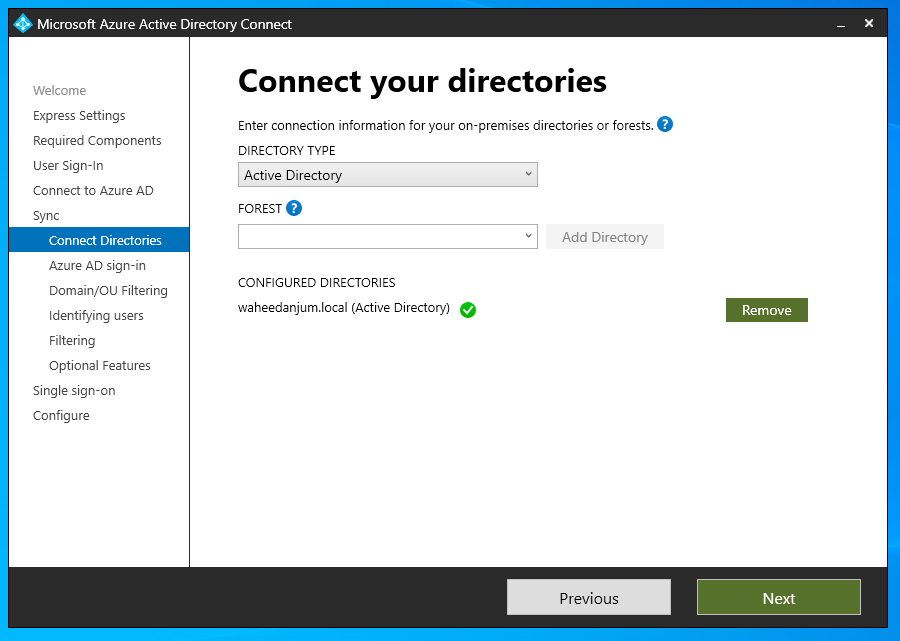 Microsoft Azure Active Directory Connect
Welcome
Express Settings
Required Components
User Sign-In
Connect to Azure AD
Sync
Connect Directories
Azure AD sign-in
Domain/OU Filtering
Identifying users
Filtering
Optional Features
Single sign-on
Configure
Connect your directories
Enter connection information for your on-premises directories or forests. ?
DIRECTORY TYPE
Active Directory
FOREST ?
Add Directory
CONFIGURED DIRECTORIES
waheedanjum.local (Active Directory)
Remove
Previous
Next